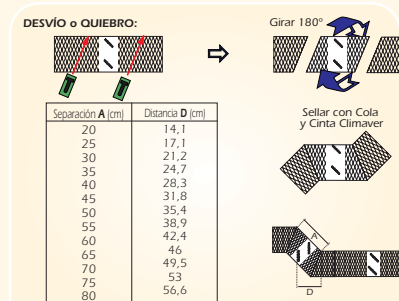 DESVÍO o QUIEBRO:
Girar 180°
Separación A (cm) Distancia D (cm)
20 14,1
25 17,1
30 21,2
35 24,7
40 28,3
45 31,8
50 35,4
55 38,9
60 42,4
65 46
70 49,5
75 53
80 56,6
Sellar con Cola
y Cinta Climaver
A
D